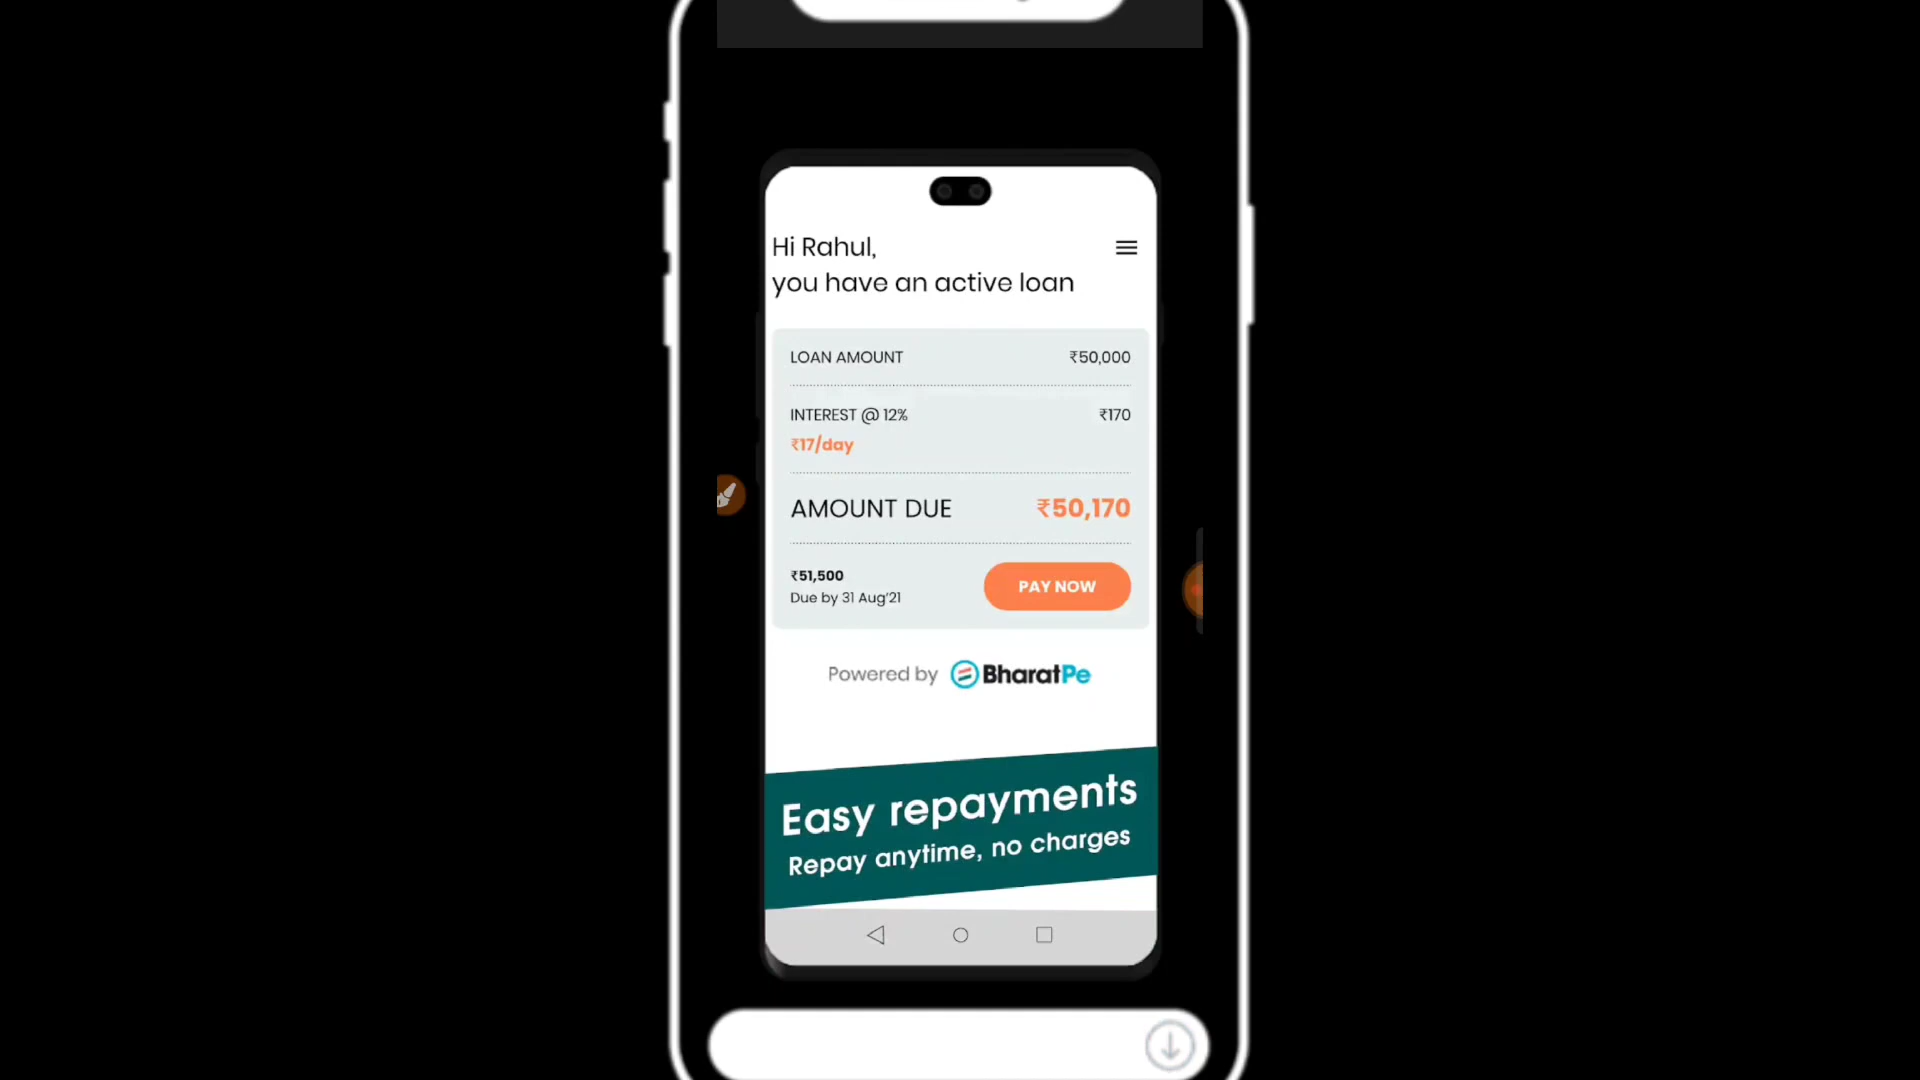 Hi Rahul,
you have an active loan
LOAN AMOUNT ₹50,000
INTEREST @ 12% ₹170
₹17/day
AMOUNT DUE ₹50,170
₹51,500
Due by 31 Aug'21
PAY NOW
Powered by BharatPe
Easy repayments
Repay anytime, no charges